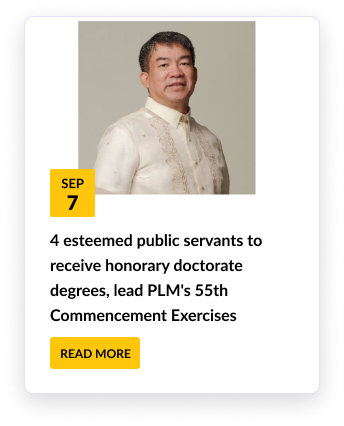 SEP
7
4 esteemed public servants to
receive honorary doctorate
degrees, lead PLM's 55th
Commencement Exercises
READ MORE